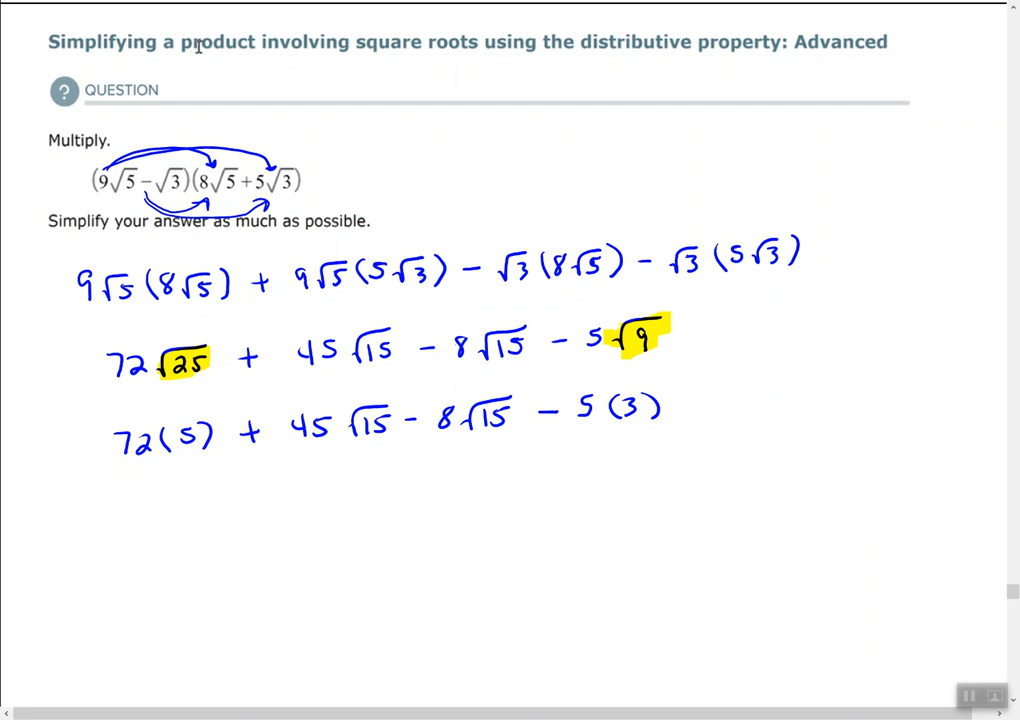 Simplifying a product involving square roots using the distributive property: Advanced
? QUESTION
Multiply.
(9√5 − √3)(8√5 + 5√3)
Simplify your answer as much as possible.
9√5(8√5) + 9√5(5√3) − √3(8√5) − √3(5√3)
72√25 + 45√15 − 8√15 − 5√9
72(5) + 45√15 − 8√15 − 5(3)